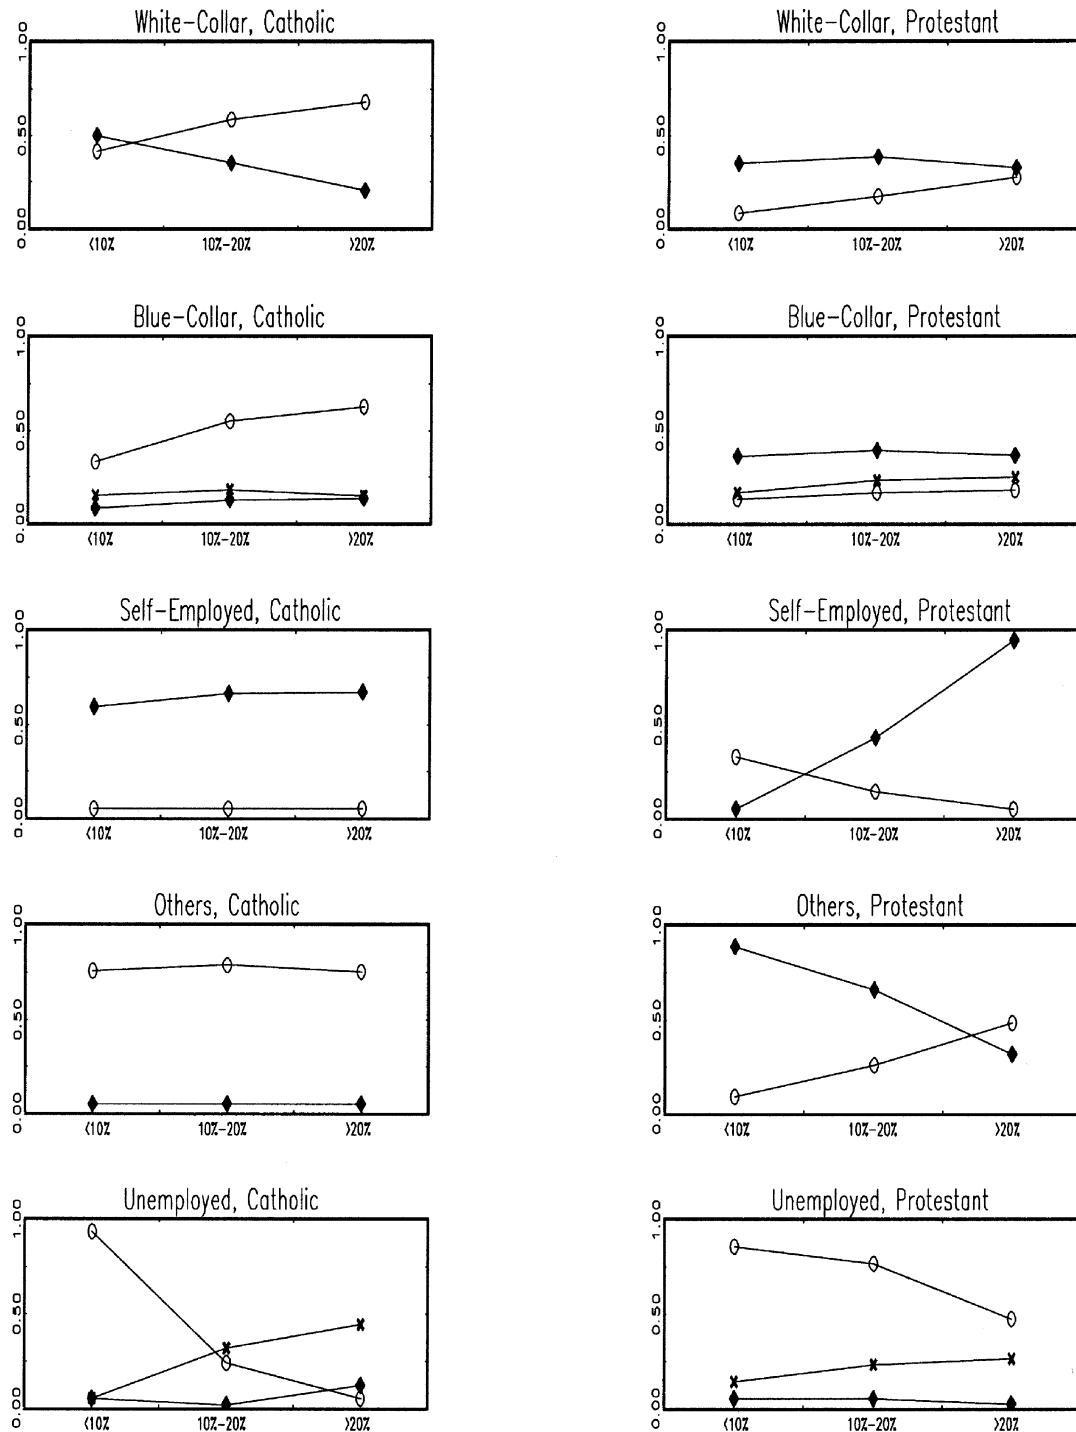 White-Collar, Catholic
1.00
0.50
0.00
<10% 10%-20% >20%
White-Collar, Protestant
1.00
0.50
0.00
<10% 10%-20% >20%
Blue-Collar, Catholic
1.00
0.50
0.00
<10% 10%-20% >20%
Blue-Collar, Protestant
1.00
0.50
0.00
<10% 10%-20% >20%
Self-Employed, Catholic
1.00
0.50
0.00
<10% 10%-20% >20%
Self-Employed, Protestant
1.00
0.50
0.00
<10% 10%-20% >20%
Others, Catholic
1.00
0.50
0.00
<10% 10%-20% >20%
Others, Protestant
1.00
0.50
0.00
<10% 10%-20% >20%
Unemployed, Catholic
1.00
0.50
0.00
<10% 10%-20% >20%
Unemployed, Protestant
1.00
0.50
0.00
<10% 10%-20% >20%